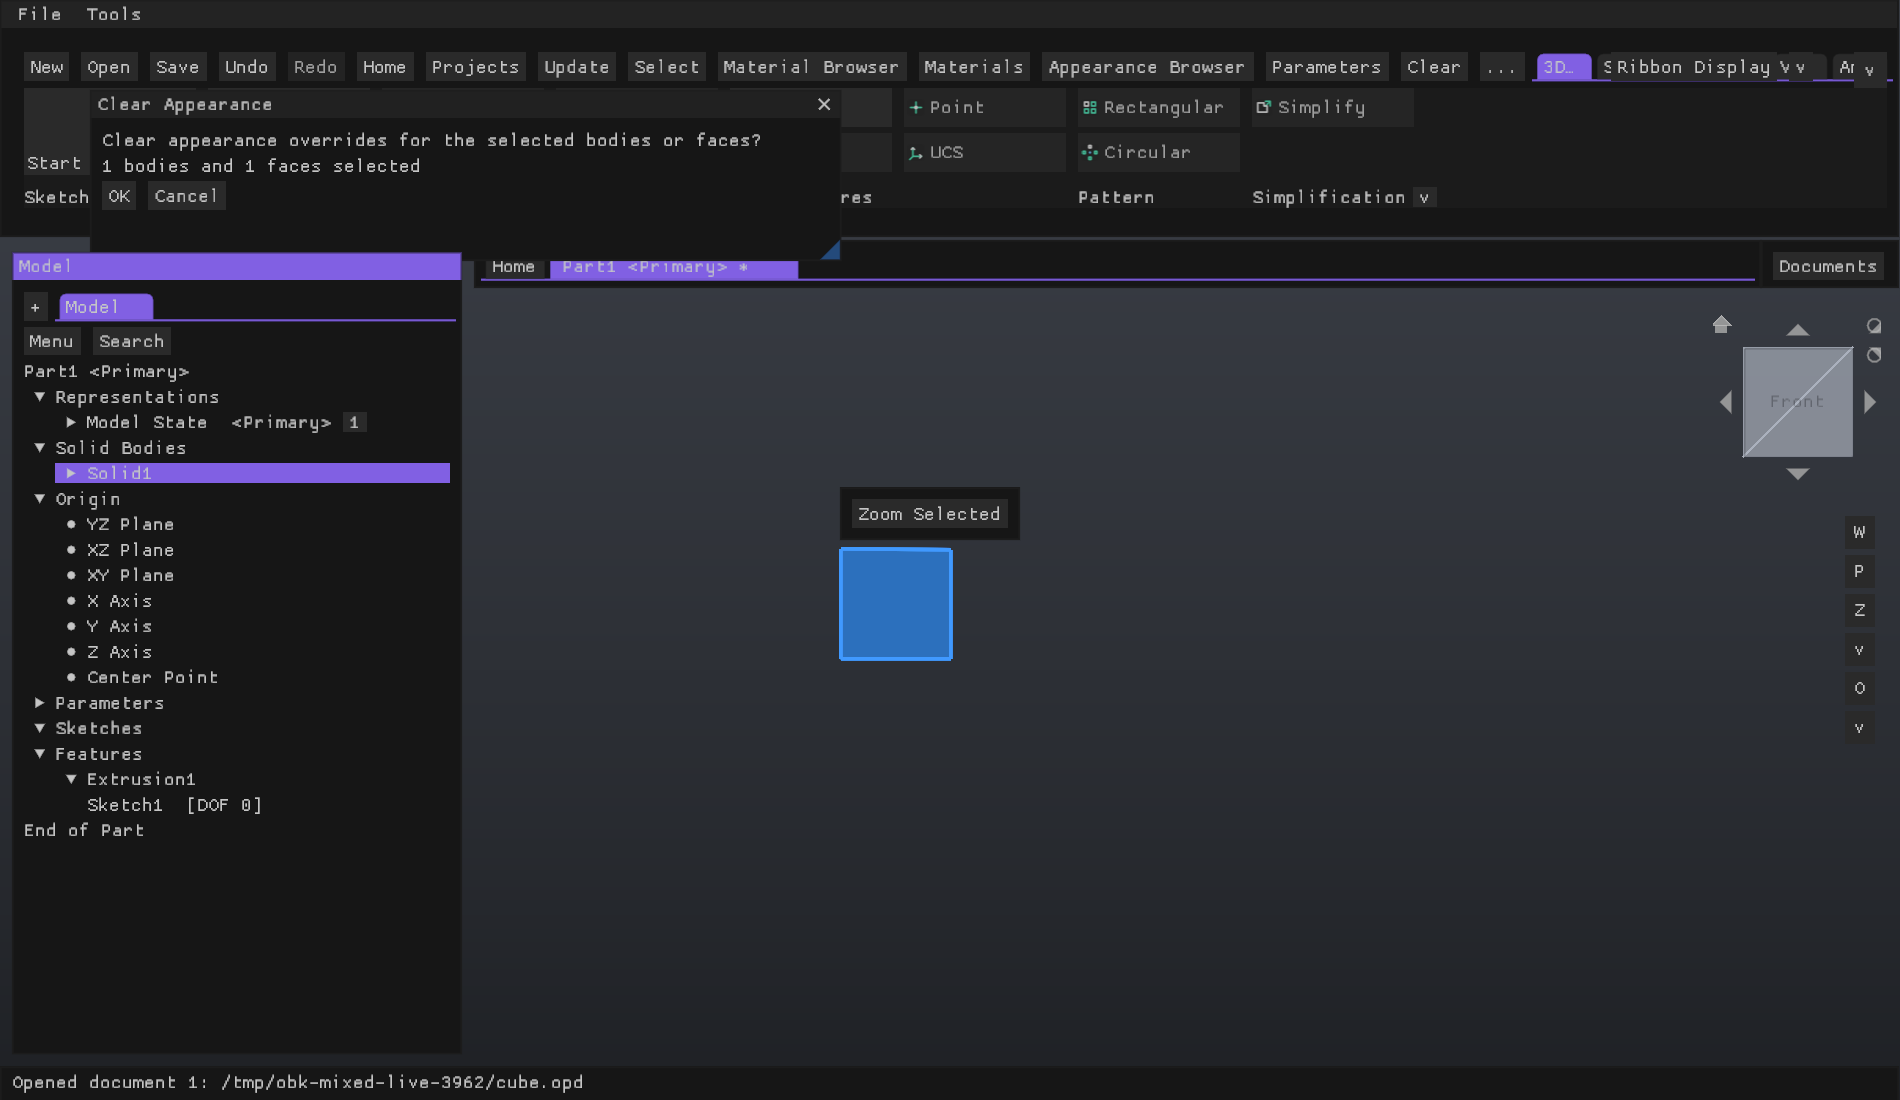 File Tools
New Open Save Undo Redo Home Projects Update Select Material Browser Materials Appearance Browser Parameters Clear ... 3D… Ribbon Display v v
Clear Appearance
Clear appearance overrides for the selected bodies or faces?
1 bodies and 1 faces selected
OK Cancel
Start
Sketch
Point Rectangular Simplify
UCS Circular
res Pattern Simplification v
Model
Home Part1 <Primary> * Documents
+ Model
Menu Search
Part1 <Primary>
Representations
Model State <Primary> 1
Solid Bodies
Solid1
Origin
YZ Plane
XZ Plane
XY Plane
X Axis
Y Axis
Z Axis
Center Point
Parameters
Sketches
Features
Extrusion1
Sketch1 [DOF 0]
End of Part
Zoom Selected
Front
W
P
Z
v
O
v
Opened document 1: /tmp/obk-mixed-live-3962/cube.opd